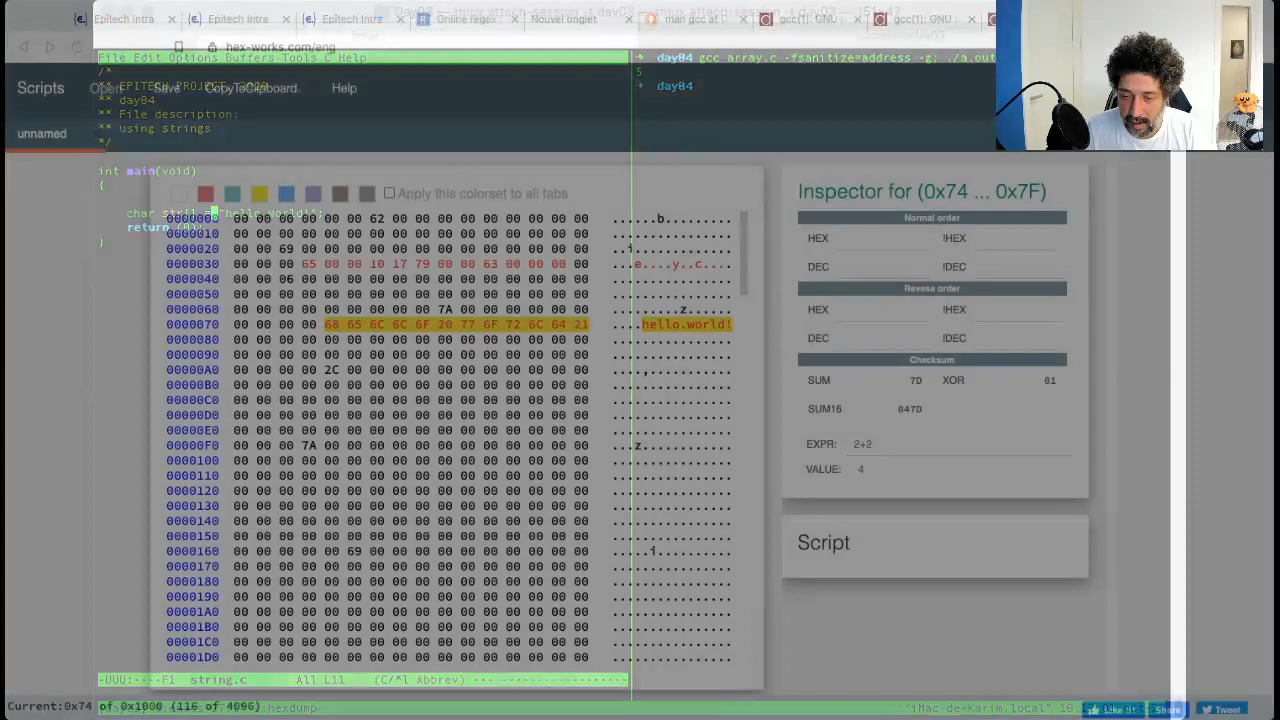 Epitech Intra
Epitech Intra
Epitech Intra
Online regex
Nouvel onglet
man gcc at
gcc(1): GNU
gcc(1): GNU
hex-works.com/eng
File Edit Options Buffers Tools C Help
day04 gcc array.c -fsanitize=address -g; ./a.out
5
day04
/*
** EPITECH PROJECT, 2020
** day04
** File description:
** using strings
*/
int main(void)
{
char str[] = "hello world!";
return (0);
}
Scripts
Save
CopyToClipboard
Help
unnamed
Apply this colorset to all tabs
0000000 00 00 00 00 00 00 62 00 00 00 00 00 00 00 00 00 ......b.........
0000010 00 00 00 00 00 00 00 00 00 00 00 00 00 00 00 00 ................
0000020 00 00 69 00 00 00 00 00 00 00 00 00 00 00 00 00 ..i.............
0000030 00 00 00 65 00 00 10 17 79 00 00 63 00 00 00 00 ...e....y..c....
0000040 00 00 06 00 00 00 00 00 00 00 00 00 00 00 00 00 ................
0000050 00 00 00 00 00 00 00 00 00 00 00 00 00 00 00 00 ................
0000060 00 00 00 00 00 00 00 00 00 7A 00 00 00 00 00 00 .........z......
0000070 00 00 00 00 68 65 6C 6C 6F 20 77 6F 72 6C 64 21 ....hello.world!
0000080 00 00 00 00 00 00 00 00 00 00 00 00 00 00 00 00 ................
0000090 00 00 00 00 00 00 00 00 00 00 00 00 00 00 00 00 ................
00000A0 00 00 00 00 2C 00 00 00 00 00 00 00 00 00 00 00 ....,...........
00000B0 00 00 00 00 00 00 00 00 00 00 00 00 00 00 00 00 ................
00000C0 00 00 00 00 00 00 00 00 00 00 00 00 00 00 00 00 ................
00000D0 00 00 00 00 00 00 00 00 00 00 00 00 00 00 00 00 ................
00000E0 00 00 00 00 00 00 00 00 00 00 00 00 00 00 00 00 ................
00000F0 00 00 00 7A 00 00 00 00 00 00 00 00 00 00 00 00 ...z............
0000100 00 00 00 00 00 00 00 00 00 00 00 00 00 00 00 00 ................
0000110 00 00 00 00 00 00 00 00 00 00 00 00 00 00 00 00 ................
0000120 00 00 00 00 00 00 00 00 00 00 00 00 00 00 00 00 ................
0000130 00 00 00 00 00 00 00 00 00 00 00 00 00 00 00 00 ................
0000140 00 00 00 00 00 00 00 00 00 00 00 00 00 00 00 00 ................
0000150 00 00 00 00 00 00 00 00 00 00 00 00 00 00 00 00 ................
0000160 00 00 00 00 00 69 00 00 00 00 00 00 00 00 00 00 .....i..........
0000170 00 00 00 00 00 00 00 00 00 00 00 00 00 00 00 00 ................
0000180 00 00 00 00 00 00 00 00 00 00 00 00 00 00 00 00 ................
0000190 00 00 00 00 00 00 00 00 00 00 00 00 00 00 00 00 ................
00001A0 00 00 00 00 00 00 00 00 00 00 00 00 00 00 00 00 ................
00001B0 00 00 00 00 00 00 00 00 00 00 00 00 00 00 00 00 ................
00001C0 00 00 00 00 00 00 00 00 00 00 00 00 00 00 00 00 ................
00001D0 00 00 00 00 00 00 00 00 00 00 00 00 00 00 00 00 ................
Inspector for (0x74 ... 0x7F)
Normal order
HEX !HEX
DEC !DEC
Revese order
HEX !HEX
DEC !DEC
Checksum
SUM 7D XOR 01
SUM16 047D
EXPR: 2+2
VALUE: 4
Script
-UUU:----F1 string.c All L11 (C/*l Abbrev)
Current:0x74 of 0x1000 (116 of 4096)
"iMac-de-Karim.local"
Share
Tweet